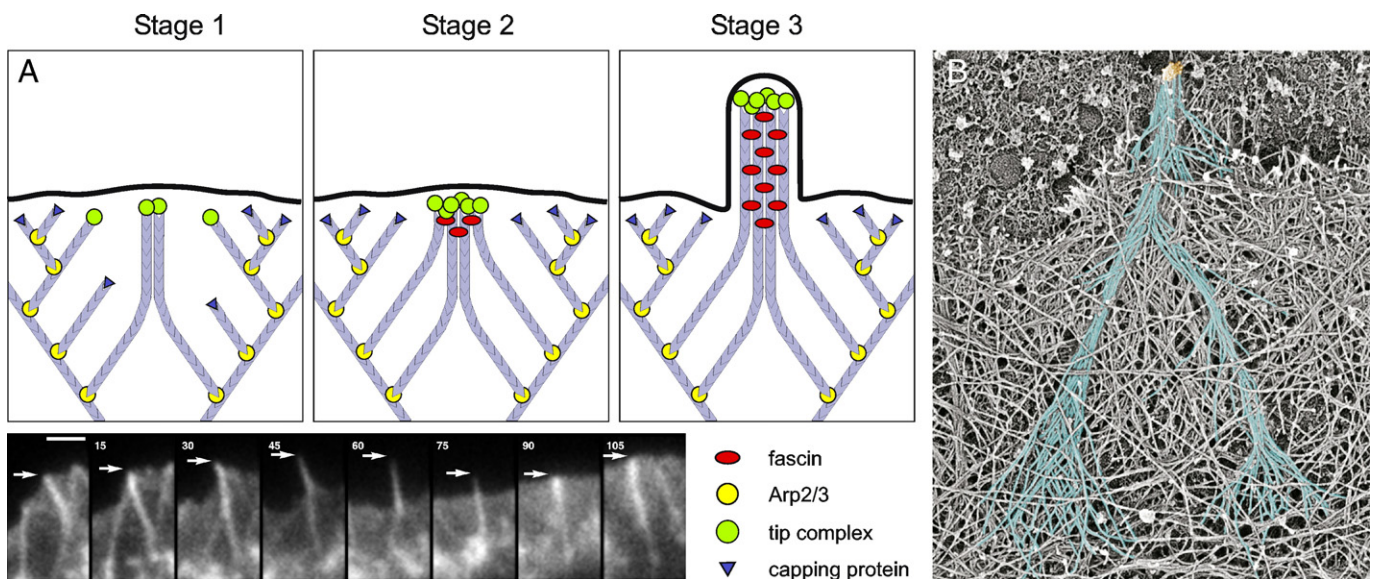 Stage 1
Stage 2
Stage 3
A
B
15
30
45
60
75
90
105
fascin
Arp2/3
tip complex
capping protein